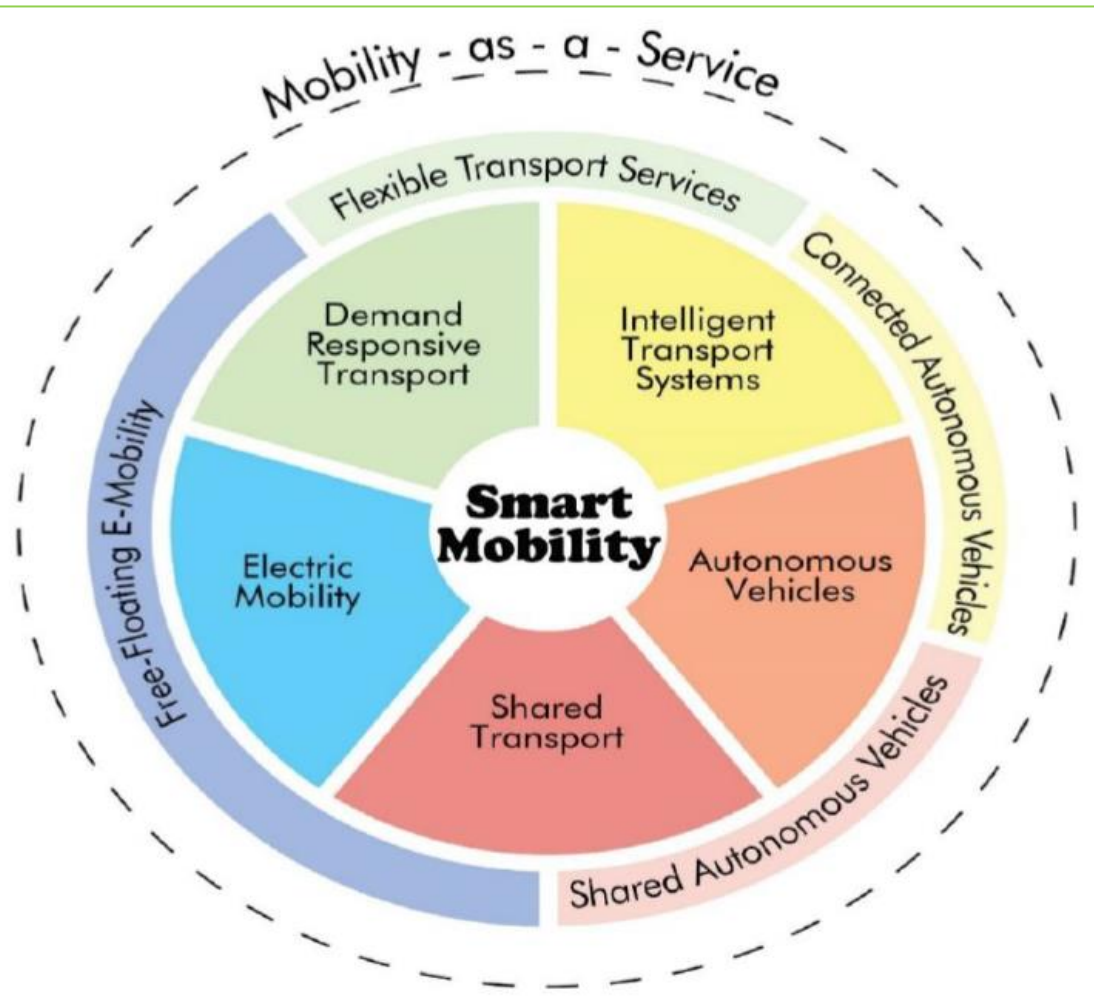 Mobility - as - a - Service
Flexible Transport Services
Connected Autonomous Vehicles
Demand
Responsive
Transport
Intelligent
Transport
Systems
Free-Floating E-Mobility
Smart
Mobility
Electric
Mobility
Autonomous
Vehicles
Shared
Transport
Shared Autonomous Vehicles